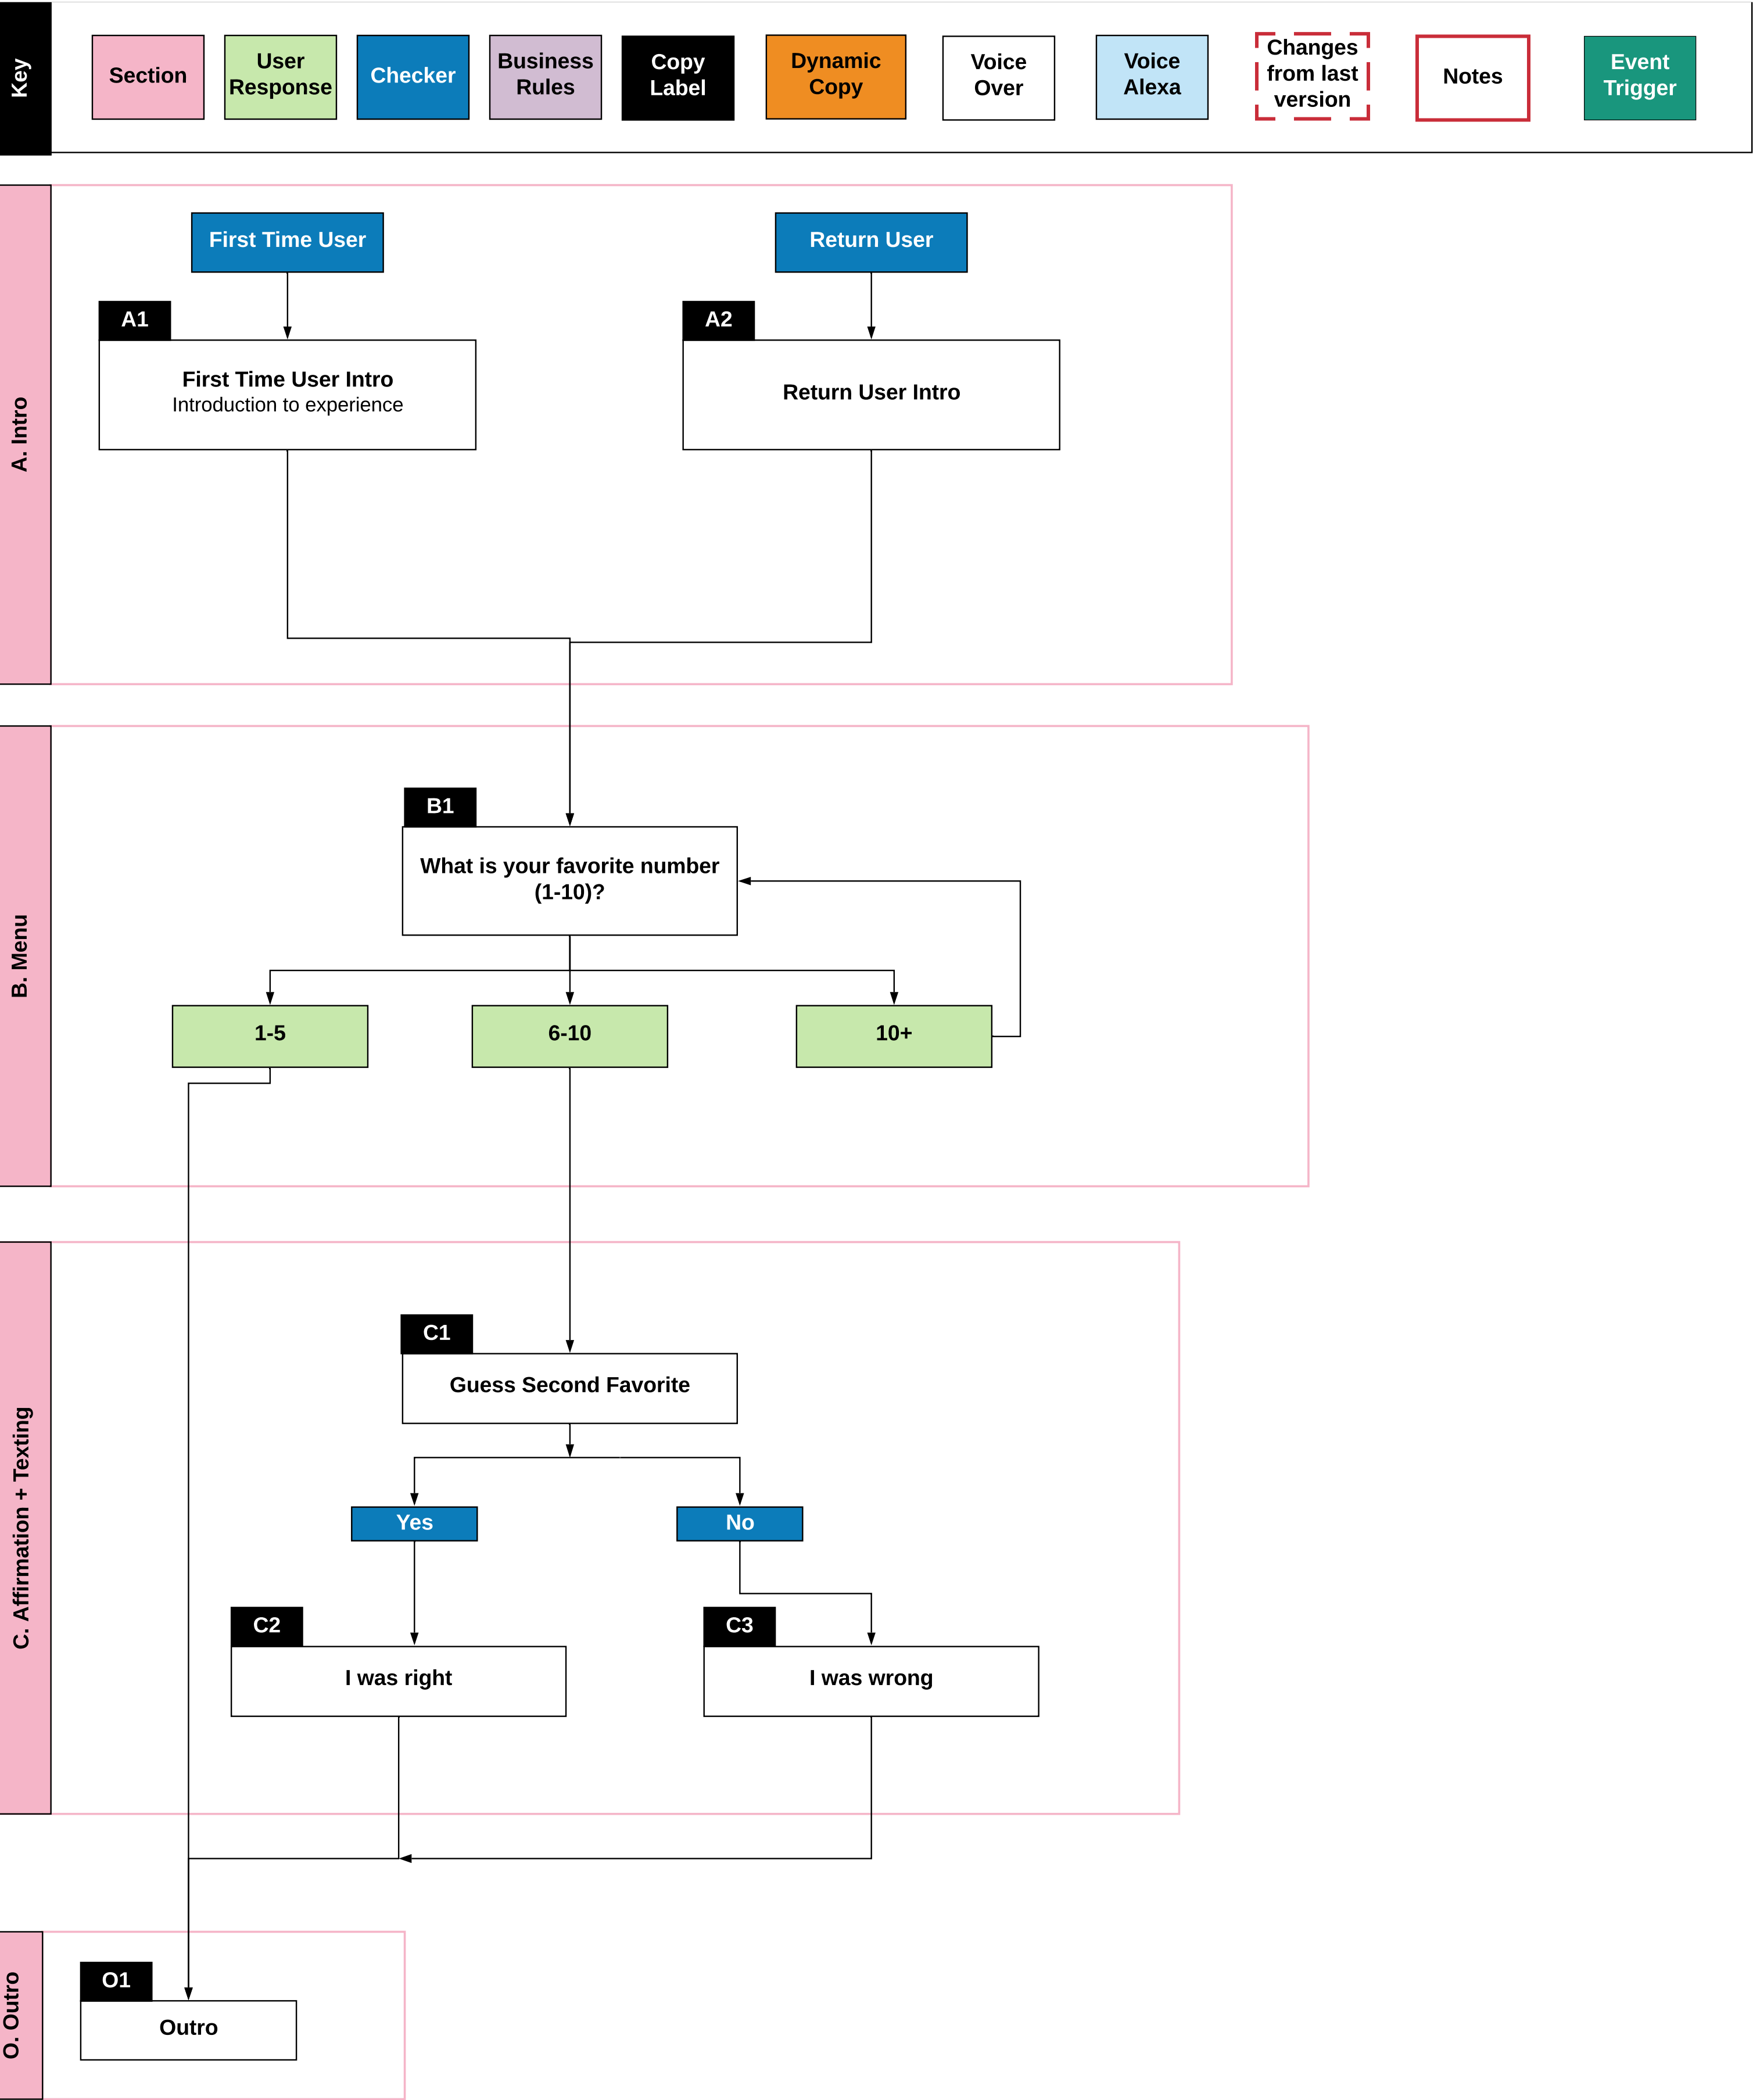 Key
Section
User
Response
Checker
Business
Rules
Copy
Label
Dynamic
Copy
Voice
Over
Voice
Alexa
Changes
from last
version
Notes
Event
Trigger
A. Intro
First Time User
Return User
A1
First Time User Intro
Introduction to experience
A2
Return User Intro
B. Menu
B1
What is your favorite number
(1-10)?
1-5
6-10
10+
C. Affirmation + Texting
C1
Guess Second Favorite
Yes
No
C2
I was right
C3
I was wrong
O. Outro
O1
Outro